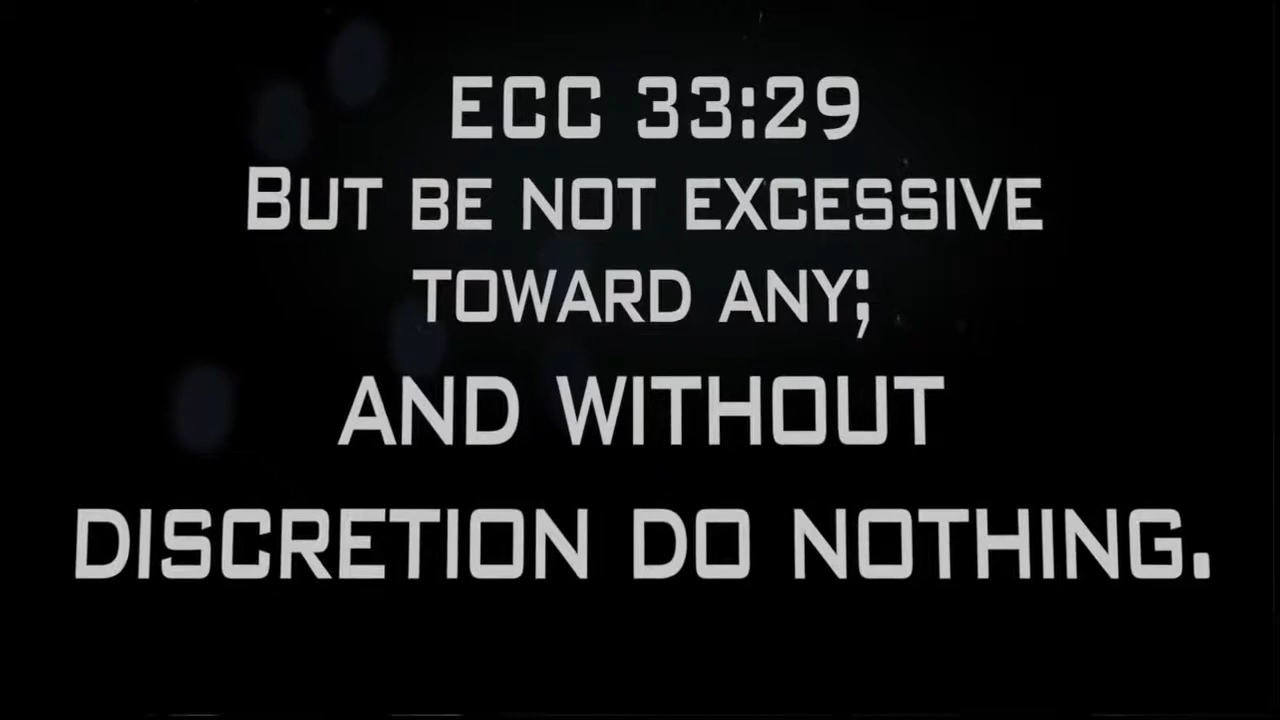 ECC 33:29
BUT BE NOT EXCESSIVE
TOWARD ANY;
AND WITHOUT
DISCRETION DO NOTHING.